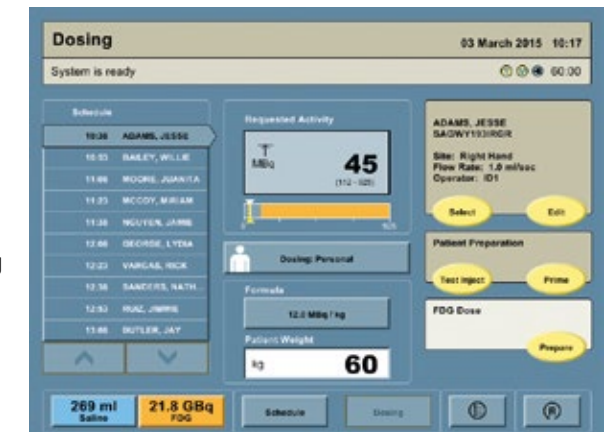 Dosing
03 March 2015 10:17
System is ready
60:00
Schedule
10:36 ADAMS, JESSE
10:53 BAILEY, WILLIE
11:06 MOORE, JUANITA
11:23 MCCOY, MIRIAM
11:38 NGUYEN, JAMIE
12:06 GEORGE, LYDIA
12:23 VARGAS, RICK
12:38 SANDERS, NATH...
12:53 RUIZ, JIMMIE
13:06 BUTLER, JAY
Requested Activity
MBq
45
Dosing: Personal
Formula
12.0 MBq / kg
Patient Weight
kg 60
ADAMS, JESSE
Site: Right Hand
Flow Rate: 1.0 ml/sec
Operator: ID1
Select
Edit
Patient Preparation
Test Inject
Prime
FDG Dose
Prepare
269 ml
Saline
21.8 GBq
FDG
Schedule
Dosing